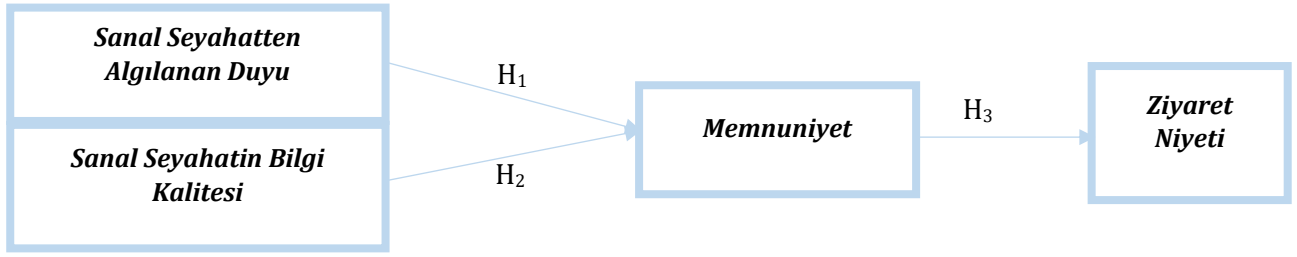 Sanal Seyahatten
Algılanan Duyu
H₁
Memnuniyet
H₃
Ziyaret
Niyeti
Sanal Seyahatin Bilgi
Kalitesi
H₂